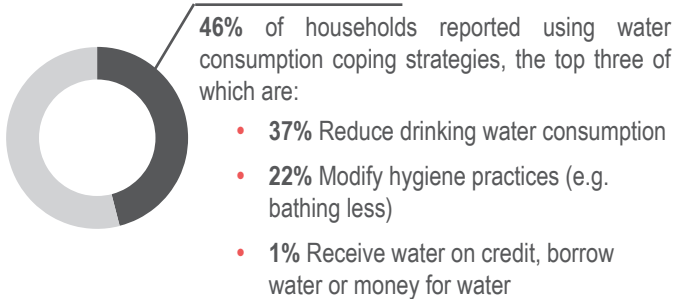 46% of households reported using water
consumption coping strategies, the top three of
which are:
• 37% Reduce drinking water consumption
• 22% Modify hygiene practices (e.g.
bathing less)
• 1% Receive water on credit, borrow
water or money for water